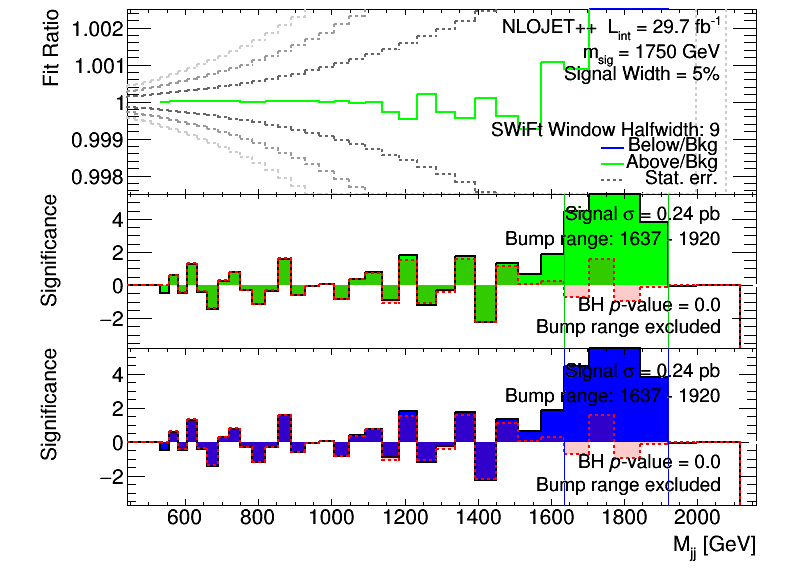 Fit Ratio
1.002
1.001
1
0.999
0.998
NLOJET++ L_int = 29.7 fb⁻¹
m_sig = 1750 GeV
Signal Width = 5%
SWiFt Window Halfwidth: 9
Below/Bkg
Above/Bkg
Stat. err.
Significance
4
2
0
−2
Signal σ = 0.24 pb
Bump range: 1637 - 1920
BH p-value = 0.0
Bump range excluded
Significance
4
2
0
−2
Signal σ = 0.24 pb
Bump range: 1637 - 1920
BH p-value = 0.0
Bump range excluded
600 800 1000 1200 1400 1600 1800 2000
M_jj [GeV]